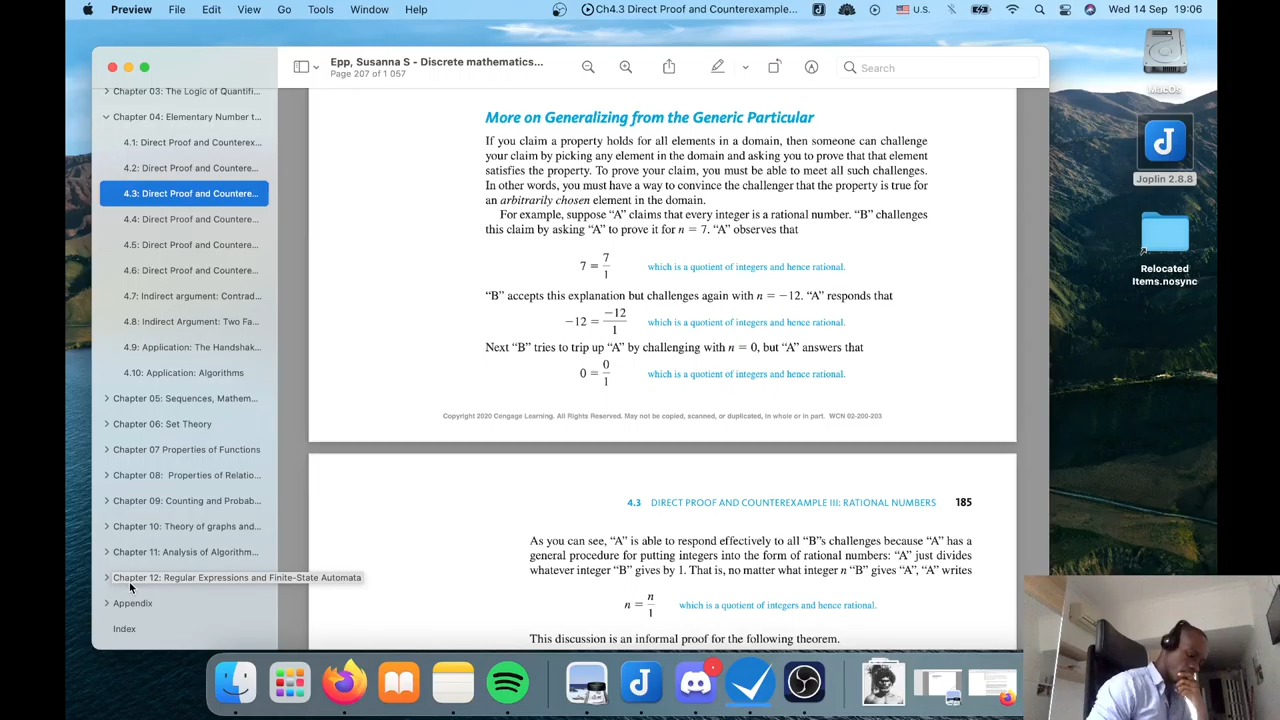 Preview File Edit View Go Tools Window Help Ch4.3 Direct Proof and Counterexample... U.S. Wed 14 Sep 19:06
Epp, Susanna S - Discrete mathematics...
Page 207 of 1 057
Search
Chapter 03: The Logic of Quantifi...
Chapter 04: Elementary Number t...
4.1: Direct Proof and Counterex...
4.2: Direct Proof and Countere...
4.3: Direct Proof and Countere...
4.4: Direct Proof and Countere...
4.5: Direct Proof and Countere...
4.6: Direct Proof and Countere...
4.7: Indirect argument: Contrad...
4.8: Indirect Argument: Two Fa...
4.9: Application: The Handshak...
4.10: Application: Algorithms
Chapter 05: Sequences, Mathem...
Chapter 06: Set Theory
Chapter 07 Properties of Functions
Chapter 08: Properties of Relatio...
Chapter 09: Counting and Probab...
Chapter 10: Theory of graphs and...
Chapter 11: Analysis of Algorithm...
Chapter 12: Regular Expressions and Finite-State Automata
Appendix
Index
More on Generalizing from the Generic Particular
If you claim a property holds for all elements in a domain, then someone can challenge
your claim by picking any element in the domain and asking you to prove that that element
satisfies the property. To prove your claim, you must be able to meet all such challenges.
In other words, you must have a way to convince the challenger that the property is true for
an arbitrarily chosen element in the domain.
For example, suppose “A” claims that every integer is a rational number. “B” challenges
this claim by asking “A” to prove it for n = 7. “A” observes that
7 = 7/1 which is a quotient of integers and hence rational.
“B” accepts this explanation but challenges again with n = −12. “A” responds that
−12 = −12/1 which is a quotient of integers and hence rational.
Next “B” tries to trip up “A” by challenging with n = 0, but “A” answers that
0 = 0/1 which is a quotient of integers and hence rational.
Copyright 2020 Cengage Learning. All Rights Reserved. May not be copied, scanned, or duplicated, in whole or in part. WCN 02-200-203
4.3 DIRECT PROOF AND COUNTEREXAMPLE III: RATIONAL NUMBERS 185
As you can see, “A” is able to respond effectively to all “B”s challenges because “A” has a
general procedure for putting integers into the form of rational numbers: “A” just divides
whatever integer “B” gives by 1. That is, no matter what integer n “B” gives “A”, “A” writes
n = n/1 which is a quotient of integers and hence rational.
This discussion is an informal proof for the following theorem.
MacOs
Joplin 2.8.8
Relocated
Items.nosync